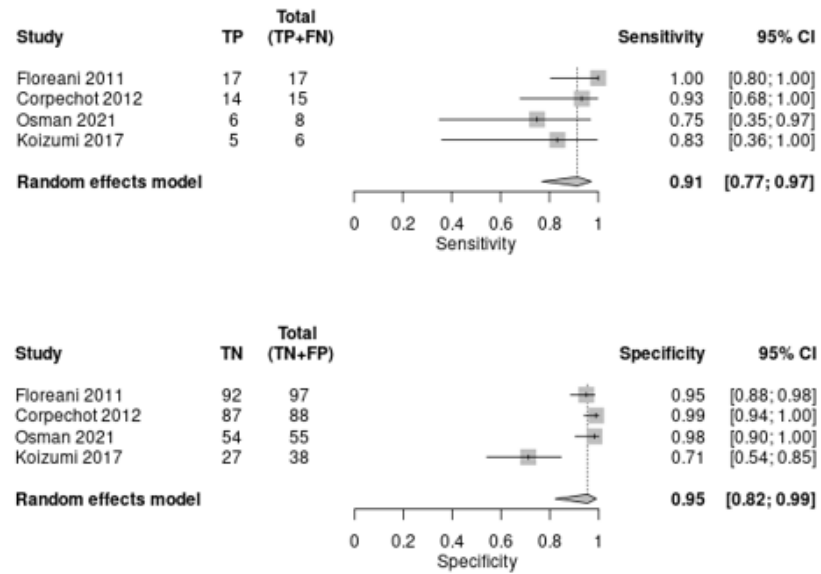 Total
Study TP (TP+FN) Sensitivity 95% CI
Floreani 2011 17 17 1.00 [0.80; 1.00]
Corpechot 2012 14 15 0.93 [0.68; 1.00]
Osman 2021 6 8 0.75 [0.35; 0.97]
Koizumi 2017 5 6 0.83 [0.36; 1.00]
Random effects model 0.91 [0.77; 0.97]
0 0.2 0.4 0.6 0.8 1
Sensitivity
Total
Study TN (TN+FP) Specificity 95% CI
Floreani 2011 92 97 0.95 [0.88; 0.98]
Corpechot 2012 87 88 0.99 [0.94; 1.00]
Osman 2021 54 55 0.98 [0.90; 1.00]
Koizumi 2017 27 38 0.71 [0.54; 0.85]
Random effects model 0.95 [0.82; 0.99]
0 0.2 0.4 0.6 0.8 1
Specificity